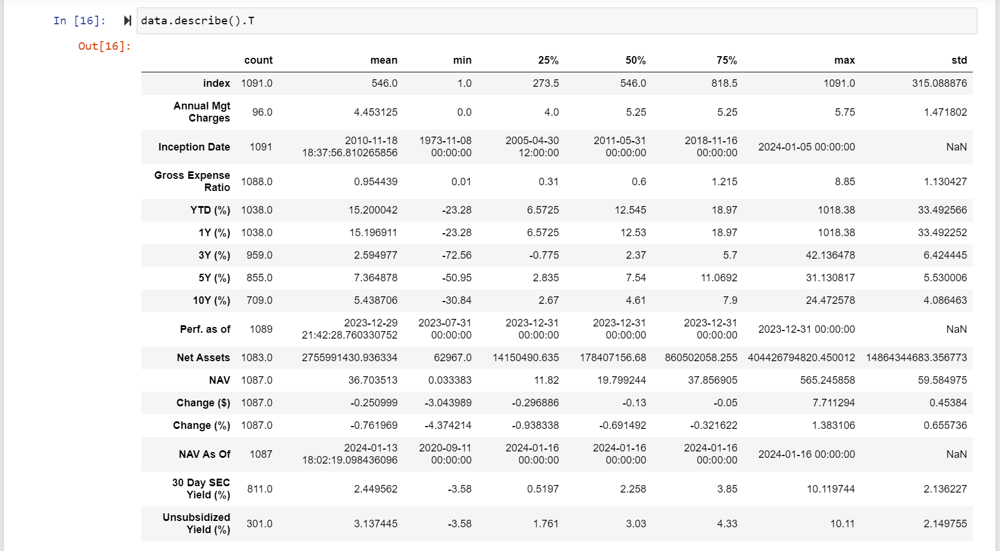 In [16]: data.describe().T
Out[16]:
count mean min 25% 50% 75% max std
index 1091.0 546.0 1.0 273.5 546.0 818.5 1091.0 315.088876
Annual Mgt
Charges 96.0 4.453125 0.0 4.0 5.25 5.25 5.75 1.471802
Inception Date 1091 2010-11-18 18:37:56.810265856 1973-11-08 00:00:00 2005-04-30 12:00:00 2011-05-31 00:00:00 2018-11-16 00:00:00 2024-01-05 00:00:00 NaN
Gross Expense
Ratio 1088.0 0.954439 0.01 0.31 0.6 1.215 8.85 1.130427
YTD (%) 1038.0 15.200042 -23.28 6.5725 12.545 18.97 1018.38 33.492566
1Y (%) 1038.0 15.196911 -23.28 6.5725 12.53 18.97 1018.38 33.492252
3Y (%) 959.0 2.594977 -72.56 -0.775 2.37 5.7 42.136478 6.424445
5Y (%) 855.0 7.364878 -50.95 2.835 7.54 11.0692 31.130817 5.530006
10Y (%) 709.0 5.438706 -30.84 2.67 4.61 7.9 24.472578 4.086463
Perf. as of 1089 2023-12-29 21:42:28.760330752 2023-07-31 00:00:00 2023-12-31 00:00:00 2023-12-31 00:00:00 2023-12-31 00:00:00 2023-12-31 00:00:00 NaN
Net Assets 1083.0 2755991430.936334 62967.0 14150490.635 178407156.68 860502058.255 404426794820.450012 14864344683.356773
NAV 1087.0 36.703513 0.033383 11.82 19.799244 37.856905 565.245858 59.584975
Change ($) 1087.0 -0.250999 -3.043989 -0.296886 -0.13 -0.05 7.711294 0.45384
Change (%) 1087.0 -0.761969 -4.374214 -0.938338 -0.691492 -0.321622 1.383106 0.655736
NAV As Of 1087 2024-01-13 18:02:19.098436096 2020-09-11 00:00:00 2024-01-16 00:00:00 2024-01-16 00:00:00 2024-01-16 00:00:00 2024-01-16 00:00:00 NaN
30 Day SEC
Yield (%) 811.0 2.449562 -3.58 0.5197 2.258 3.85 10.119744 2.136227
Unsubsidized
Yield (%) 301.0 3.137445 -3.58 1.761 3.03 4.33 10.11 2.149755